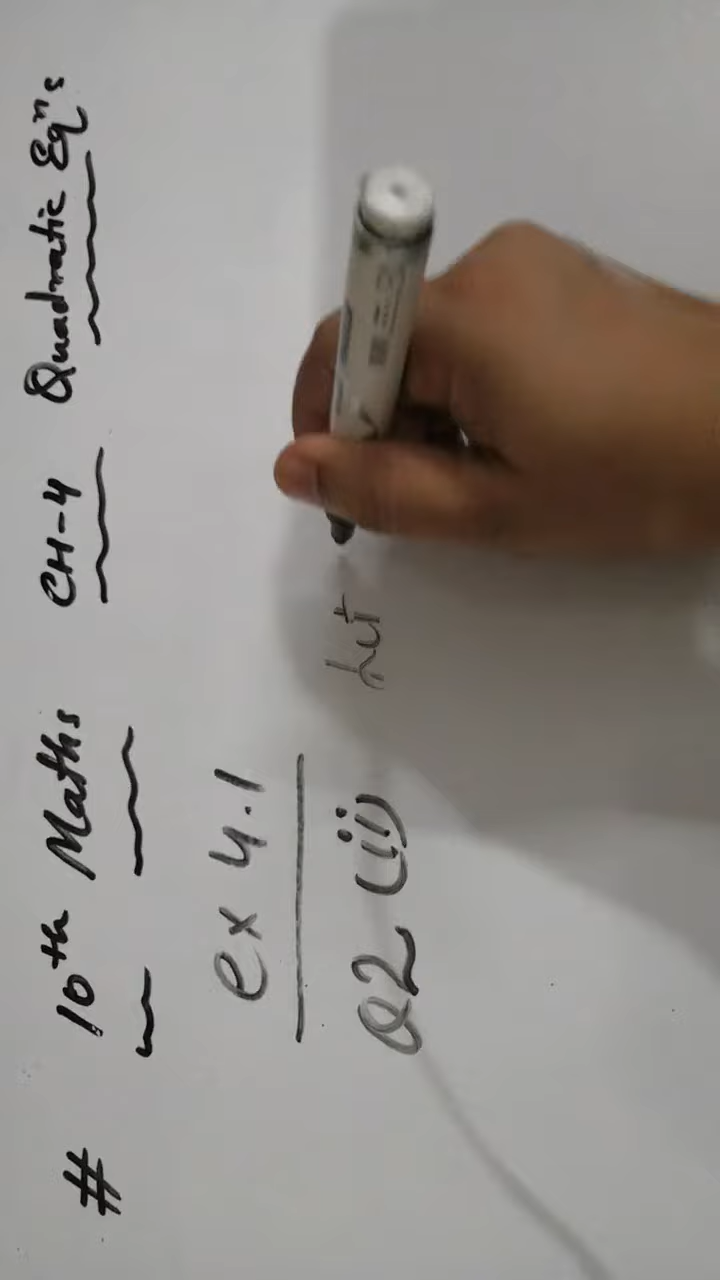 # 10th Maths CH-4 Quadratic Eqns
ex 4.1
Q2 (ii) Let